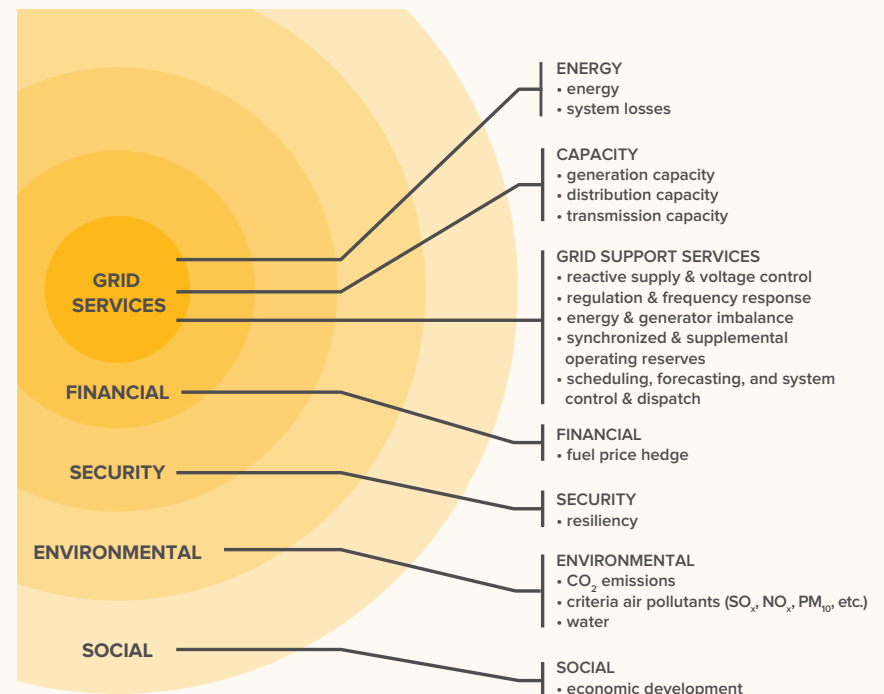 GRID
SERVICES
FINANCIAL
SECURITY
ENVIRONMENTAL
SOCIAL
ENERGY
• energy
• system losses
CAPACITY
• generation capacity
• distribution capacity
• transmission capacity
GRID SUPPORT SERVICES
• reactive supply & voltage control
• regulation & frequency response
• energy & generator imbalance
• synchronized & supplemental
operating reserves
• scheduling, forecasting, and system
control & dispatch
FINANCIAL
• fuel price hedge
SECURITY
• resiliency
ENVIRONMENTAL
• CO₂ emissions
• criteria air pollutants (SOₓ, NOₓ, PM₁₀, etc.)
• water
SOCIAL
• economic development